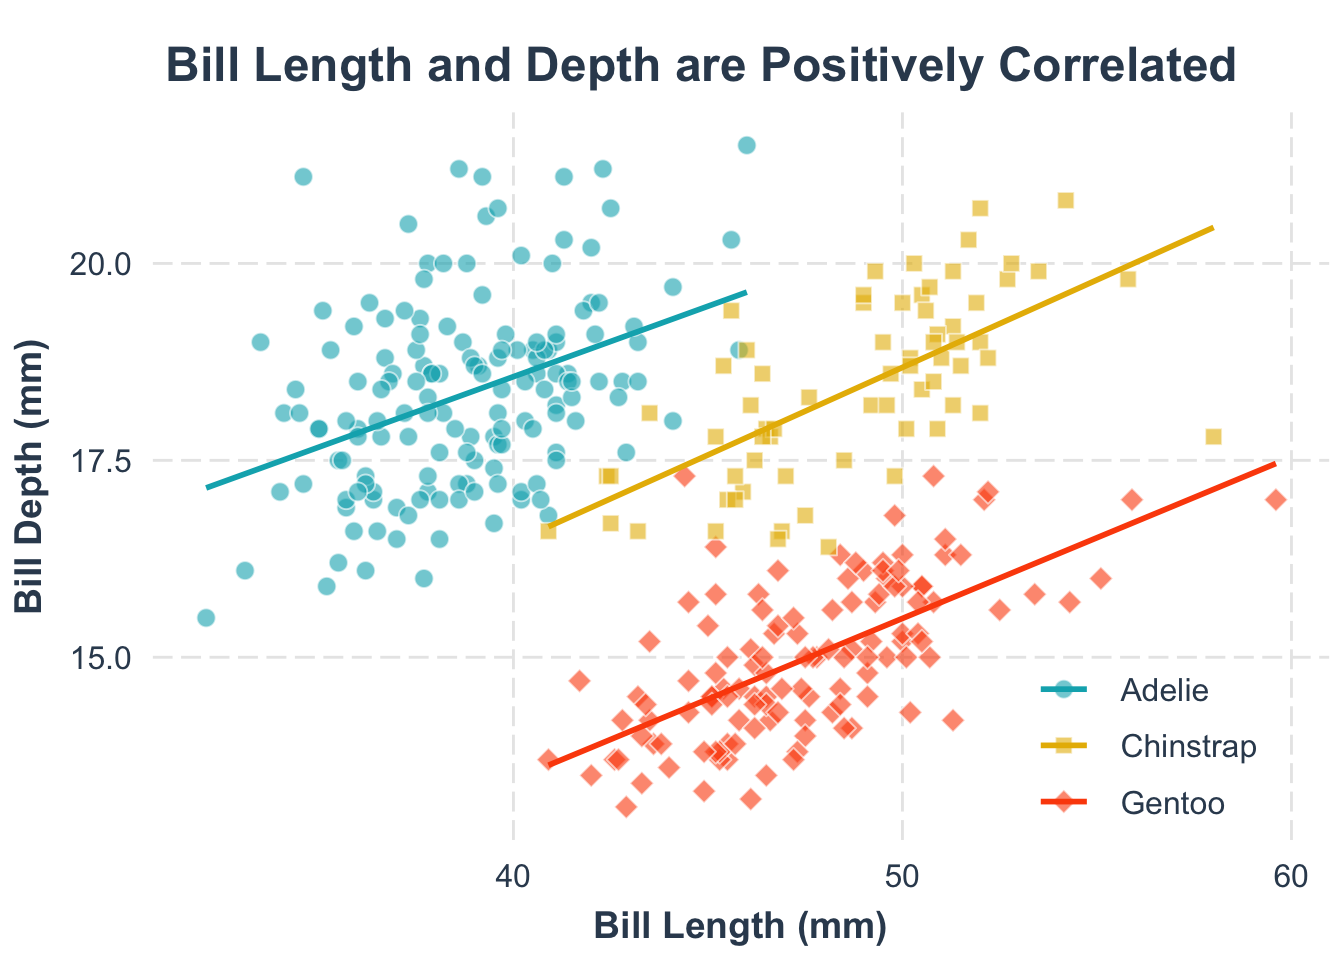 Bill Length and Depth are Positively Correlated
Bill Depth (mm)
20.0
17.5
15.0
Adelie
Chinstrap
Gentoo
40
50
60
Bill Length (mm)